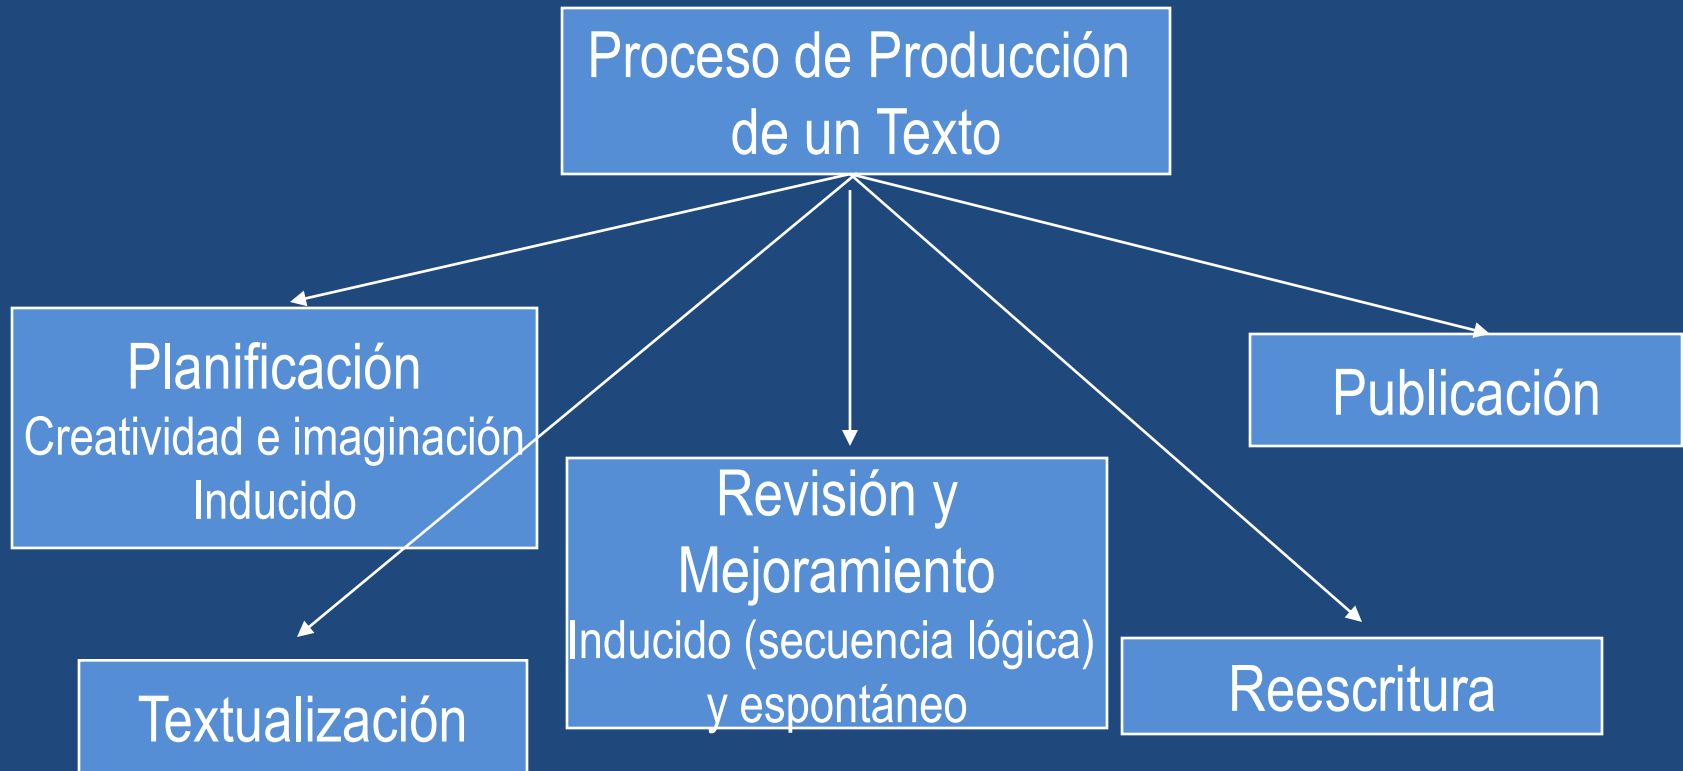 Proceso de Producción
de un Texto
Planificación
Creatividad e imaginación
Inducido
Textualización
Revisión y
Mejoramiento
Inducido (secuencia lógica)
y espontáneo
Reescritura
Publicación